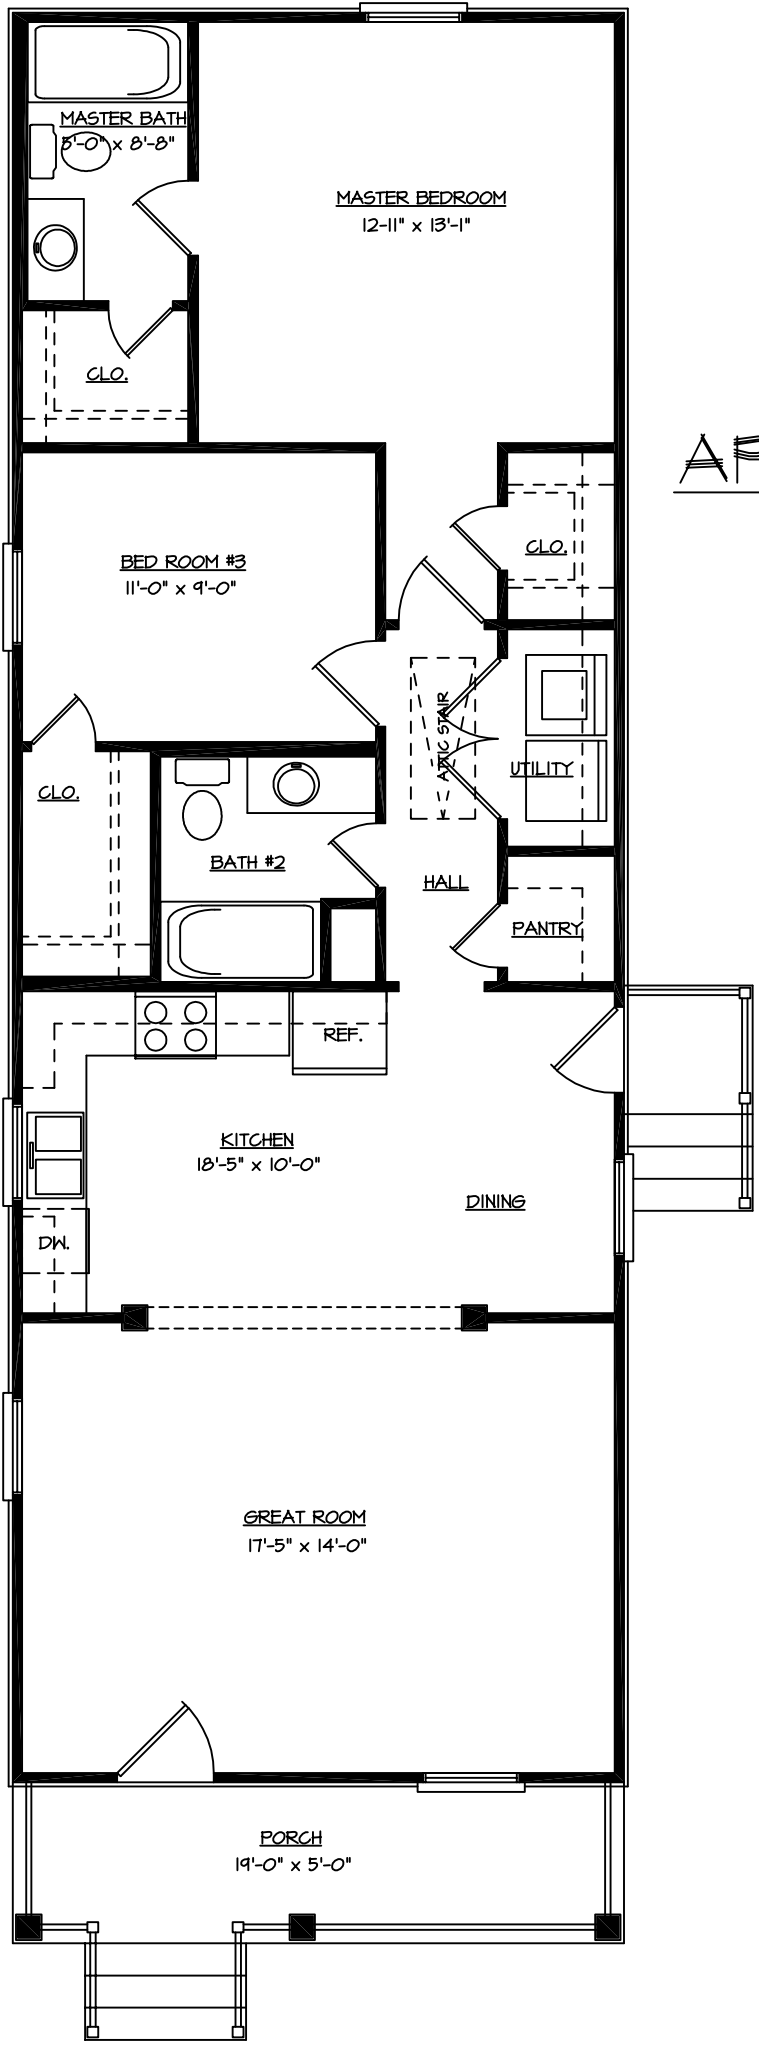 MASTER BATH
5'-0" x 8'-8"
MASTER BEDROOM
12-11" x 13'-1"
CLO.
AP
BED ROOM #3
11'-0" x 9'-0"
CLO.
ATTIC STAIR
UTILITY
CLO.
BATH #2
HALL
PANTRY
REF.
KITCHEN
18'-5" x 10'-0"
DINING
DW.
GREAT ROOM
17'-5" x 14'-0"
PORCH
19'-0" x 5'-0"